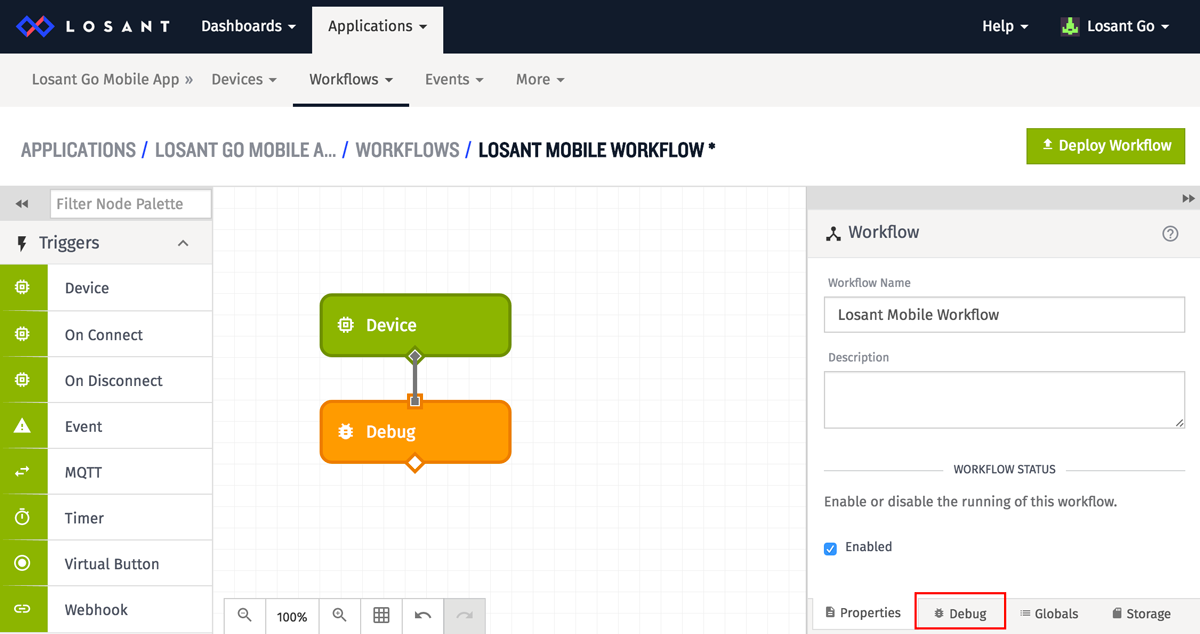 LOSANT Dashboards Applications Help Losant Go
Losant Go Mobile App » Devices Workflows Events More
APPLICATIONS / LOSANT GO MOBILE A... / WORKFLOWS / LOSANT MOBILE WORKFLOW *
Deploy Workflow
Filter Node Palette
Triggers
Device
On Connect
On Disconnect
Event
MQTT
Timer
Virtual Button
Webhook
Device
Debug
100%
Workflow
Workflow Name
Losant Mobile Workflow
Description
WORKFLOW STATUS
Enable or disable the running of this workflow.
Enabled
Properties Debug Globals Storage